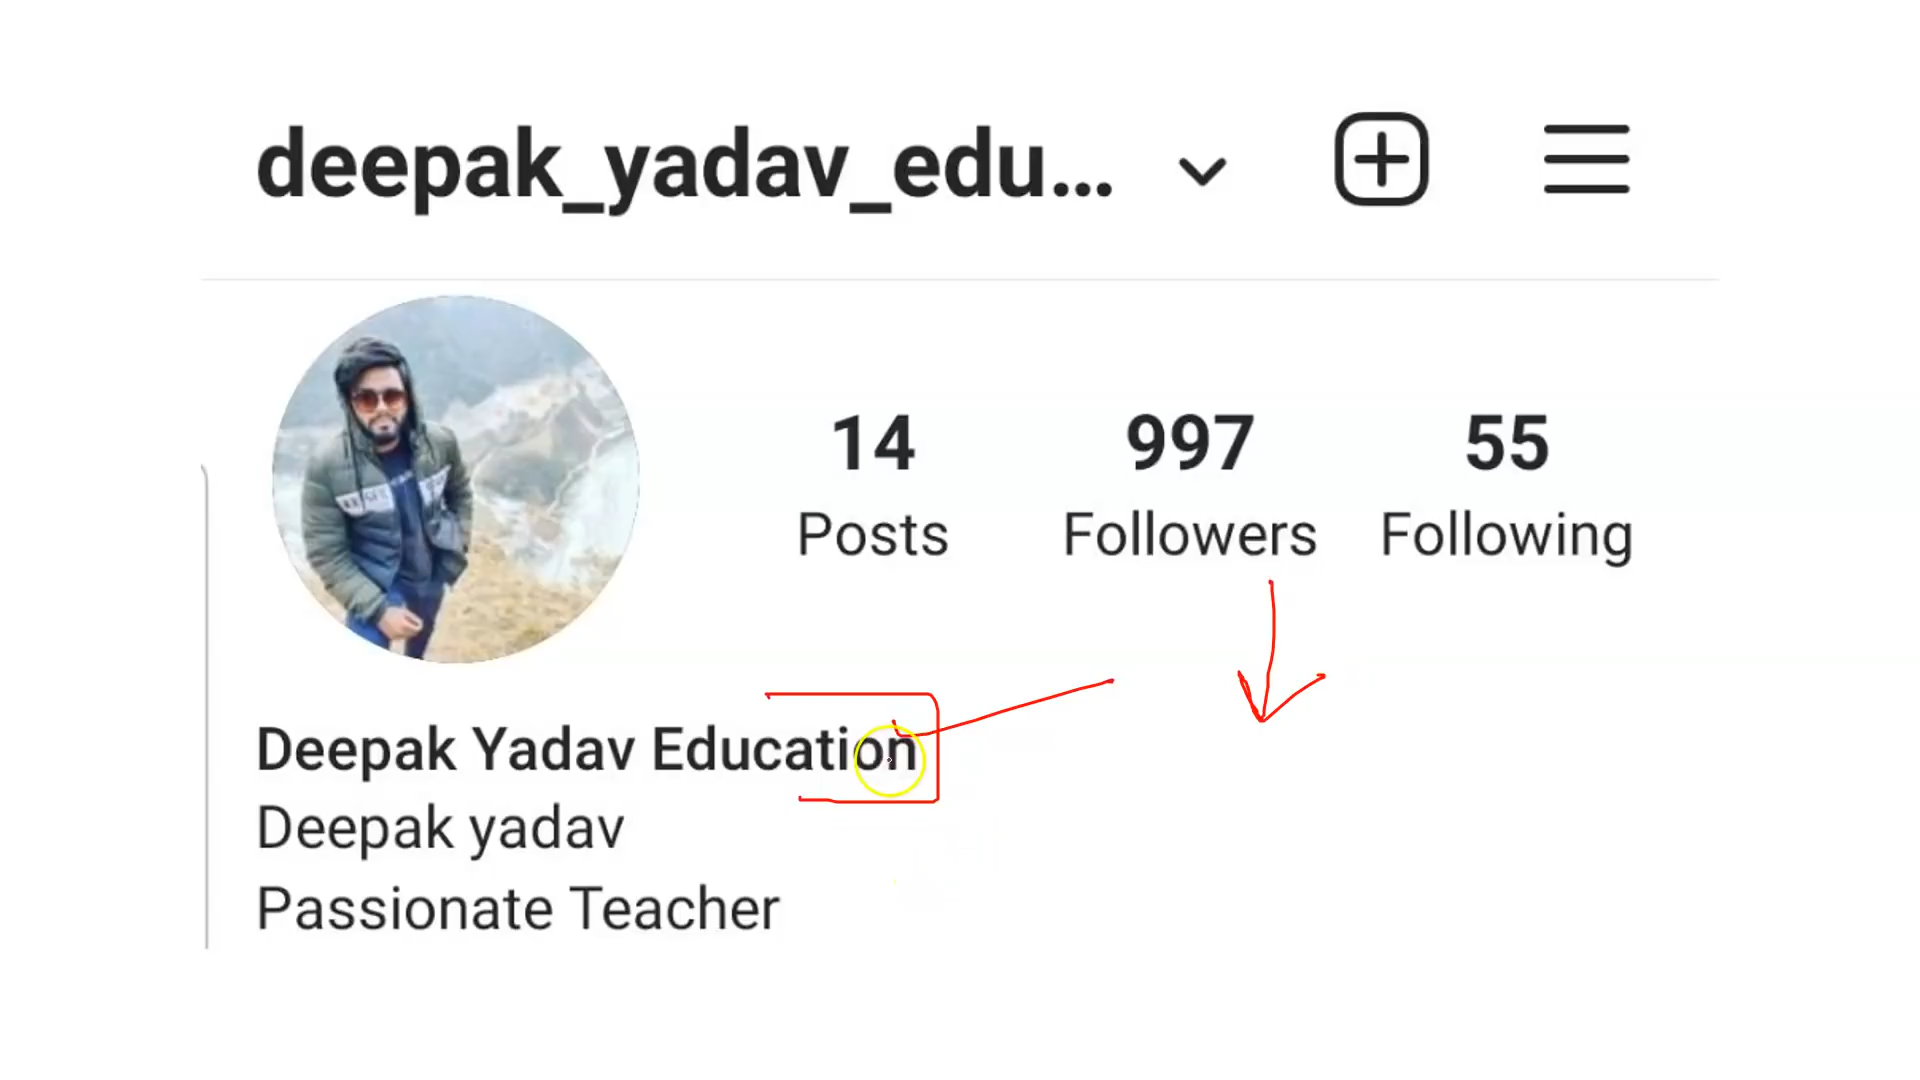 deepak_yadav_edu...
14 997 55
Posts Followers Following
Deepak Yadav Education
Deepak yadav
Passionate Teacher